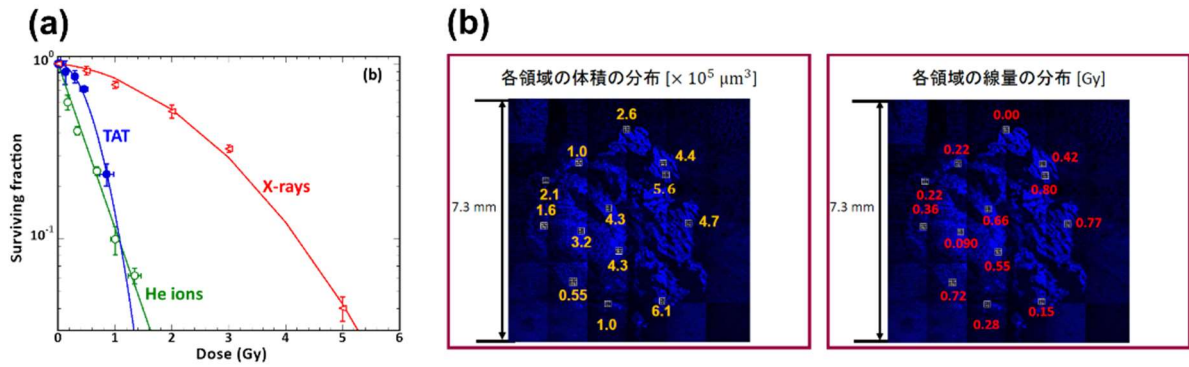 (a)
(b)
10⁰
10⁻¹
Surviving fraction
(b)
TAT
X-rays
He ions
0 1 2 3 4 5 6
Dose (Gy)
各領域の体積の分布 [× 10⁵ μm³]
7.3 mm
2.6
1.0
4.4
5.6
2.1
1.6
4.3
4.7
3.2
4.3
0.55
1.0
6.1
各領域の線量の分布 [Gy]
7.3 mm
0.00
0.22
0.42
0.80
0.22
0.36
0.66
0.77
0.090
0.55
0.72
0.28
0.15